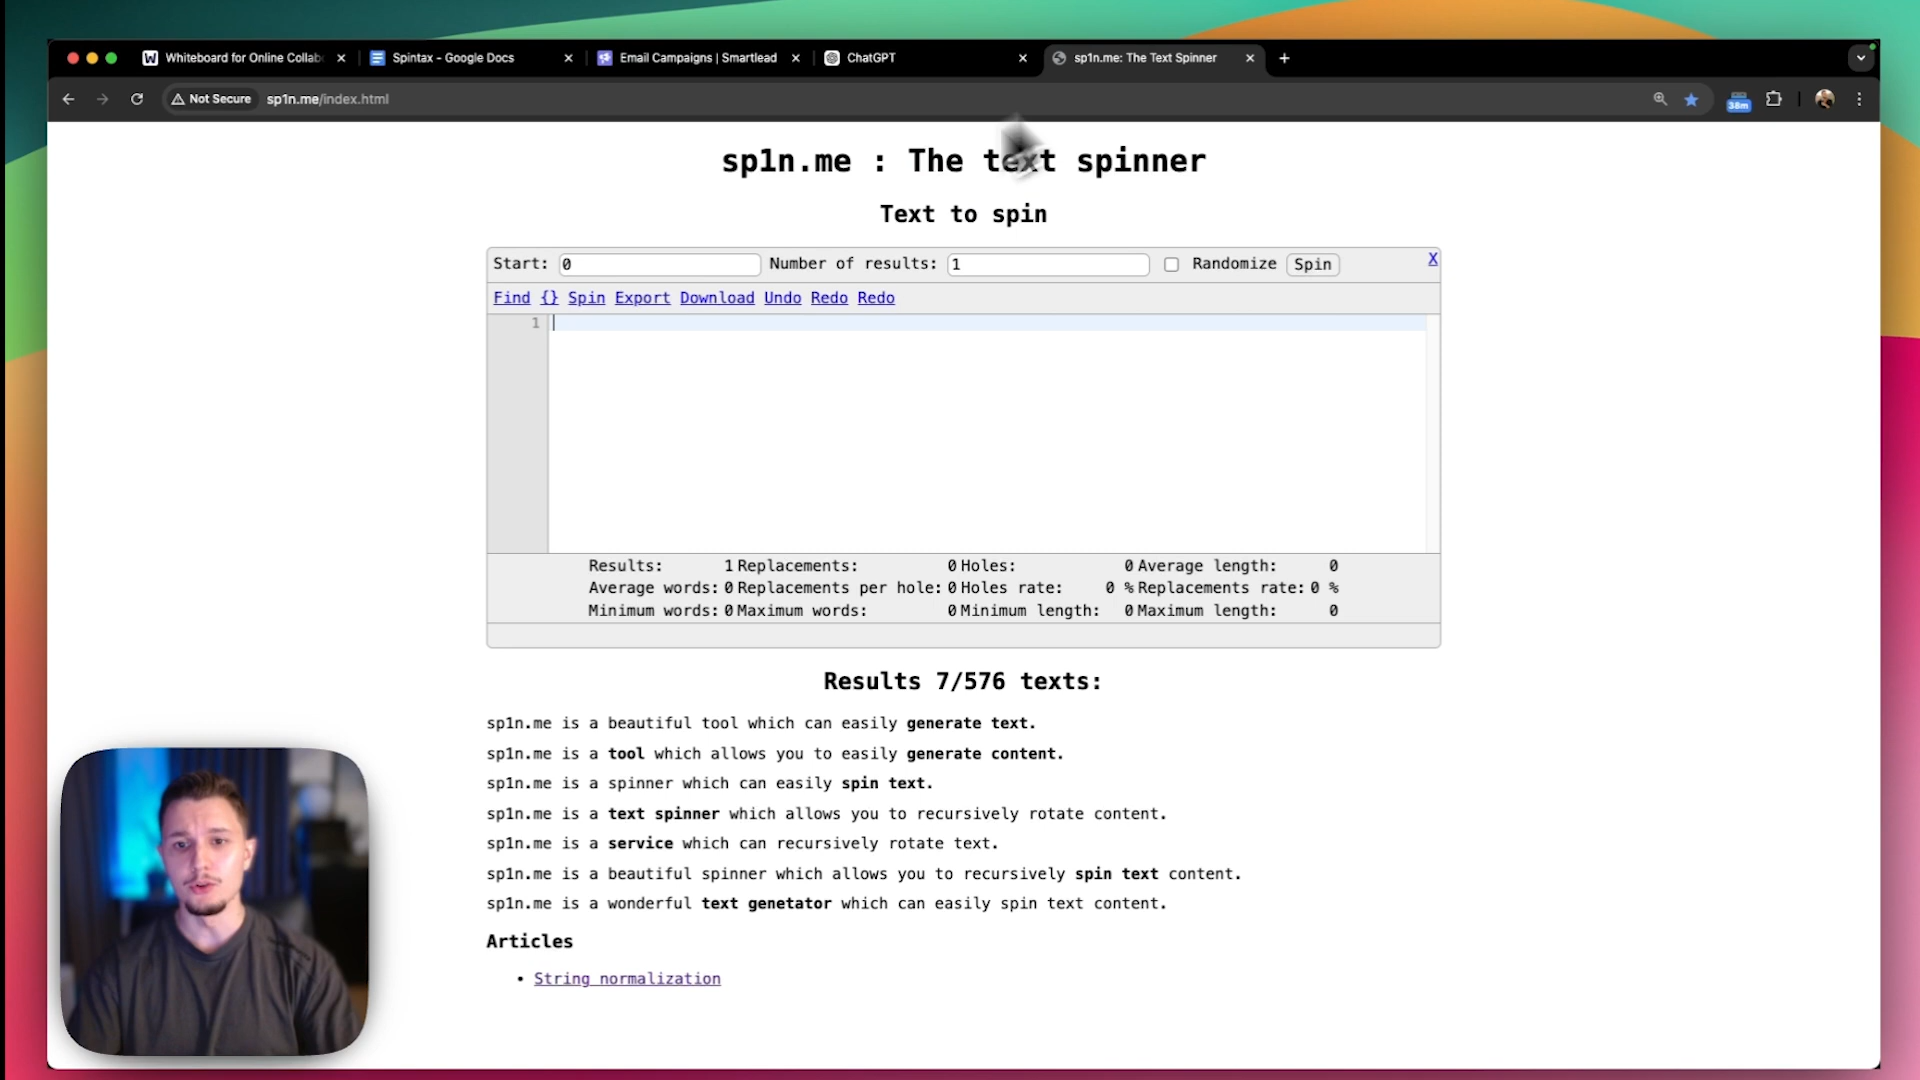 Whiteboard for Online Collab
Spintax - Google Docs
Email Campaigns | Smartlead
ChatGPT
sp1n.me: The Text Spinner
Not Secure
sp1n.me/index.html
38m
sp1n.me : The text spinner
Text to spin
Start: 0 Number of results: 1 Randomize Spin
X
Find {} Spin Export Download Undo Redo Redo
1
Results: 1 Replacements: 0 Holes: 0 Average length: 0
Average words: 0 Replacements per hole: 0 Holes rate: 0 % Replacements rate: 0 %
Minimum words: 0 Maximum words: 0 Minimum length: 0 Maximum length: 0
Results 7/576 texts:
sp1n.me is a beautiful tool which can easily generate text.
sp1n.me is a tool which allows you to easily generate content.
sp1n.me is a spinner which can easily spin text.
sp1n.me is a text spinner which allows you to recursively rotate content.
sp1n.me is a service which can recursively rotate text.
sp1n.me is a beautiful spinner which allows you to recursively spin text content.
sp1n.me is a wonderful text genetator which can easily spin text content.
Articles
• String normalization